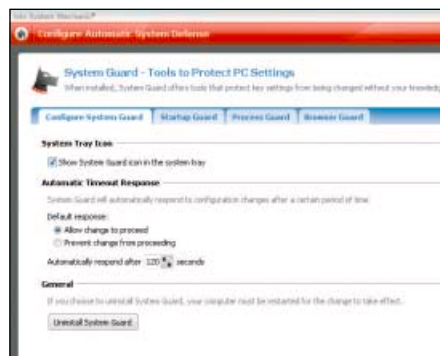 iolo System Mechanic®
Configure Automatic System Defense
System Guard - Tools to Protect PC Settings
When installed, System Guard offers tools that protect key settings from being changed without your knowledg
Configure System Guard
Startup Guard
Process Guard
Browser Guard
System Tray Icon
Show System Guard icon in the system tray
Automatic Timeout Response
System Guard will automatically respond to configuration changes after a certain period of time.
Default response:
Allow change to proceed
Prevent change from proceeding
Automatically respond after 120 seconds
General
If you choose to uninstall System Guard, your computer must be restarted for the change to take effect.
Uninstall System Guard